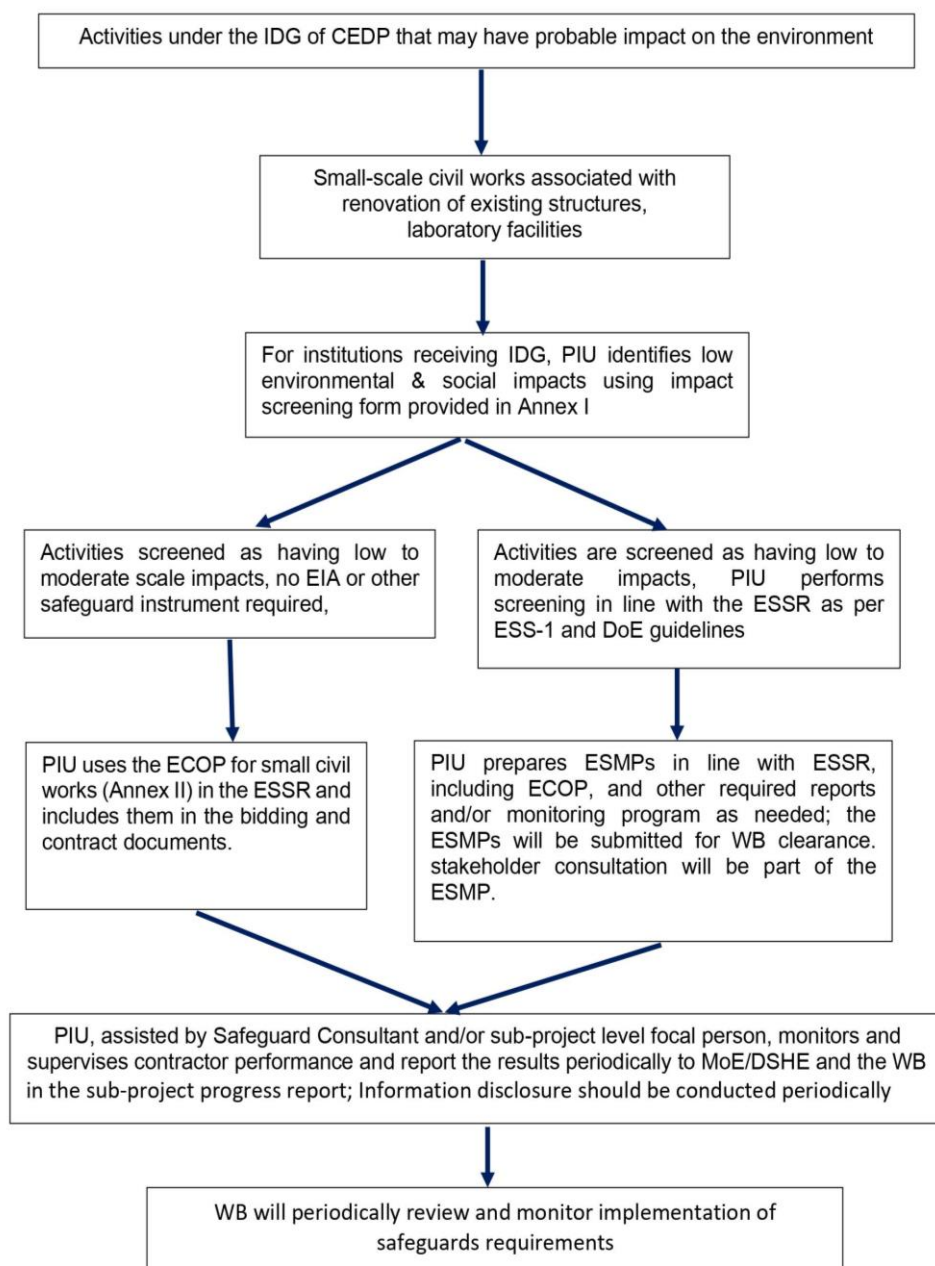 Activities under the IDG of CEDP that may have probable impact on the environment
Small-scale civil works associated with
renovation of existing structures,
laboratory facilities
For institutions receiving IDG, PIU identifies low
environmental & social impacts using impact
screening form provided in Annex I
Activities screened as having low to
moderate scale impacts, no EIA or other
safeguard instrument required,
Activities are screened as having low to
moderate impacts, PIU performs
screening in line with the ESSR as per
ESS-1 and DoE guidelines
PIU uses the ECOP for small civil
works (Annex II) in the ESSR and
includes them in the bidding and
contract documents.
PIU prepares ESMPs in line with ESSR,
including ECOP, and other required reports
and/or monitoring program as needed; the
ESMPs will be submitted for WB clearance.
stakeholder consultation will be part of the
ESMP.
PIU, assisted by Safeguard Consultant and/or sub-project level focal person, monitors and
supervises contractor performance and report the results periodically to MoE/DSHE and the WB
in the sub-project progress report; Information disclosure should be conducted periodically
WB will periodically review and monitor implementation of
safeguards requirements